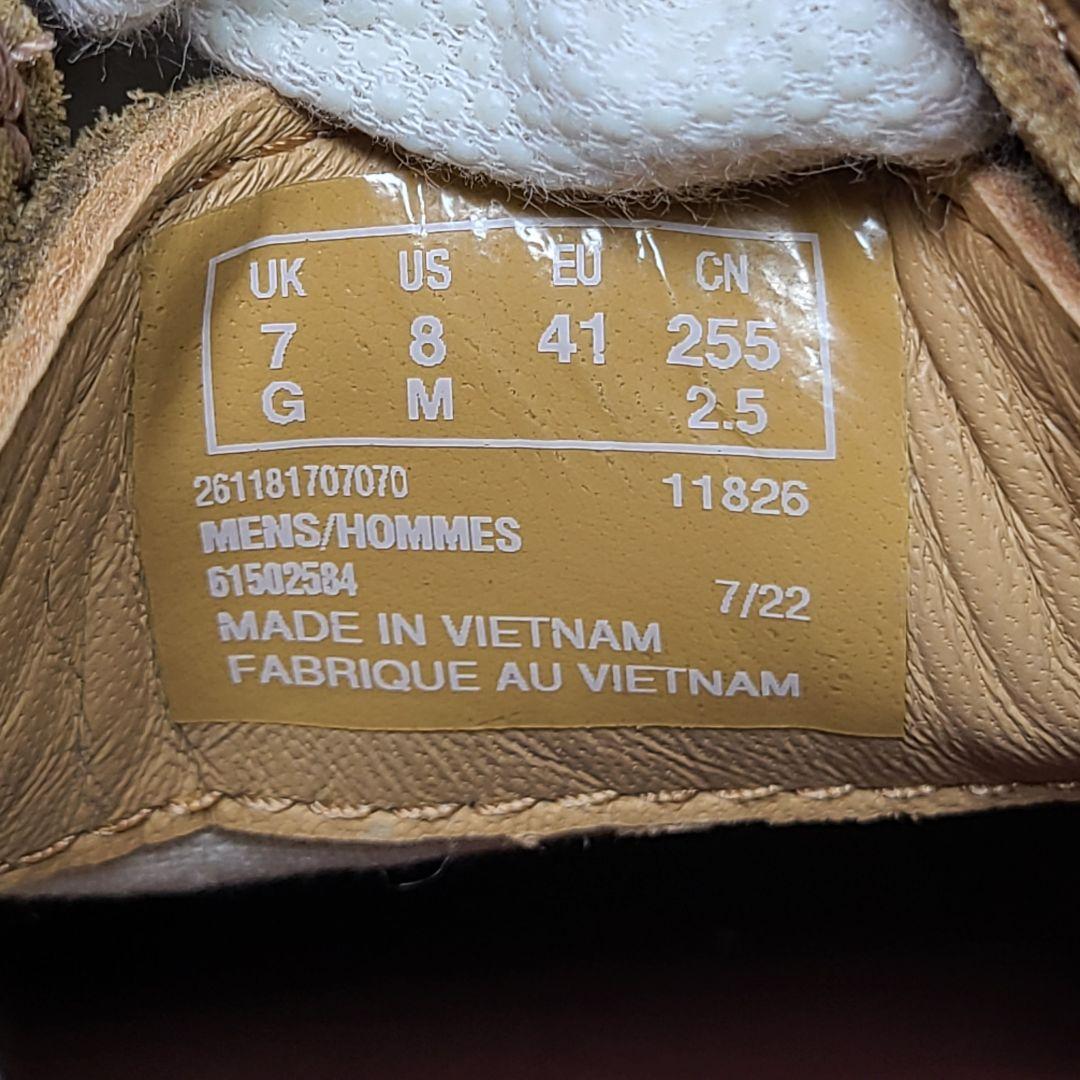 UK US EU CN
7 8 41 255
G M 2.5
261181707070 11826
MENS/HOMMES
61502584 7/22
MADE IN VIETNAM
FABRIQUE AU VIETNAM